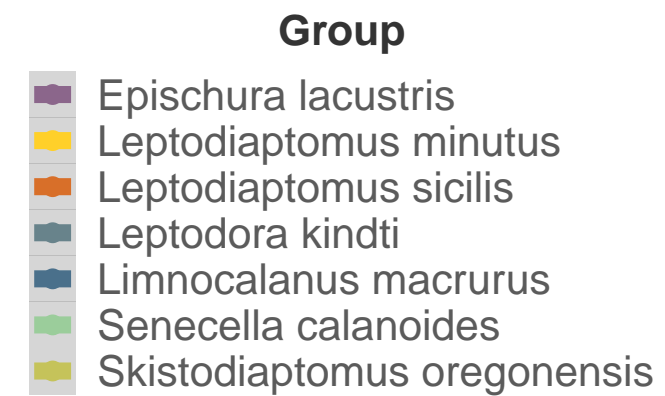 Group
Epischura lacustris
Leptodiaptomus minutus
Leptodiaptomus sicilis
Leptodora kindti
Limnocalanus macrurus
Senecella calanoides
Skistodiaptomus oregonensis